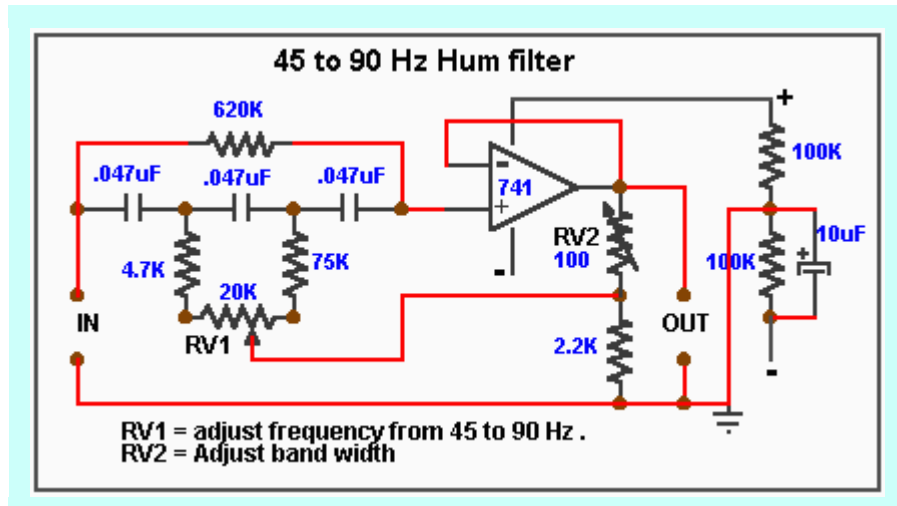 45 to 90 Hz Hum filter
620K
.047uF .047uF .047uF
4.7K
75K
20K
RV1
IN
741
RV2
100
2.2K
OUT
+
100K
100K
10uF
+
-
-
-
+
RV1 = adjust frequency from 45 to 90 Hz .
RV2 = Adjust band width